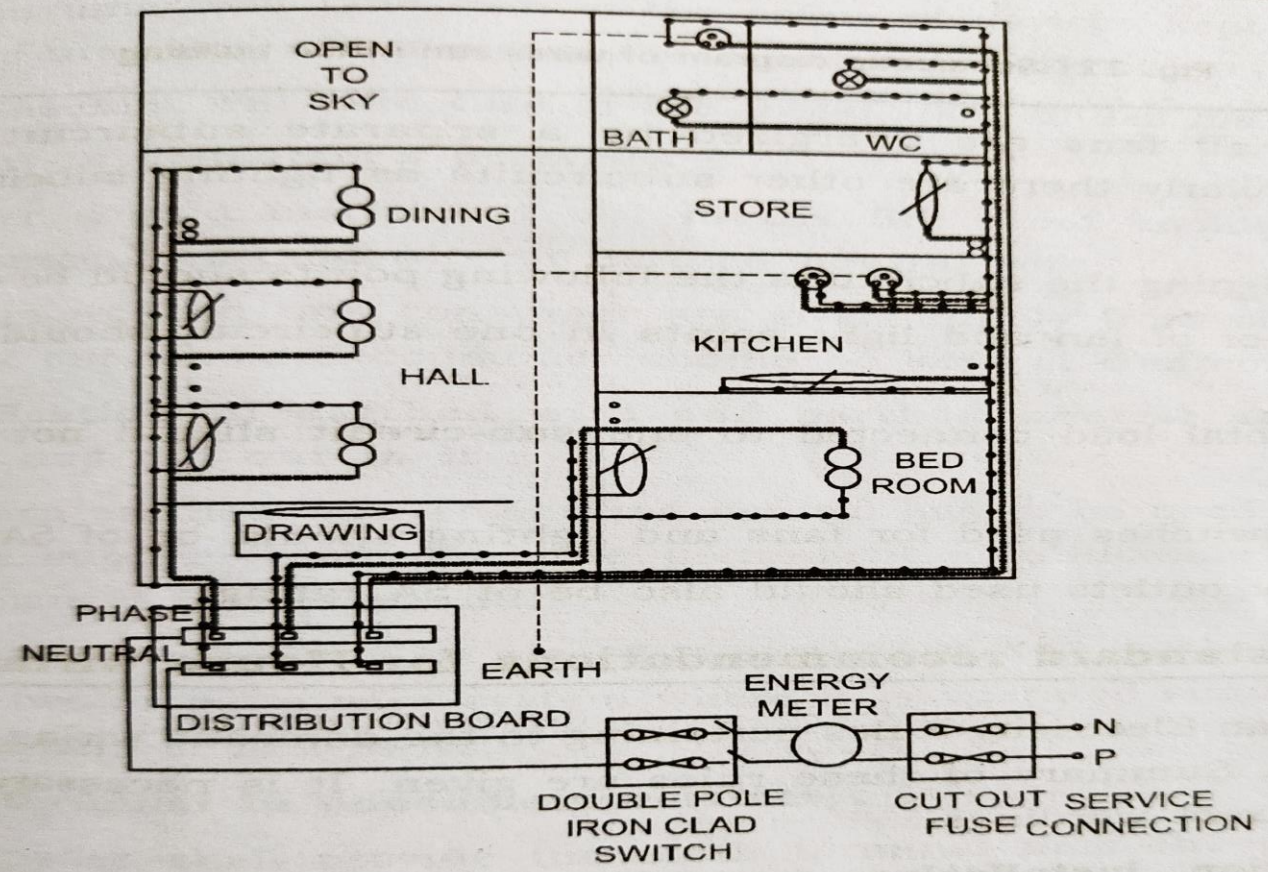 OPEN
TO
SKY
BATH
WC
DINING
STORE
HALL
KITCHEN
BED
ROOM
DRAWING
PHASE
NEUTRAL
EARTH
DISTRIBUTION BOARD
ENERGY
METER
N
P
DOUBLE POLE
IRON CLAD
SWITCH
CUT OUT
FUSE
SERVICE
CONNECTION